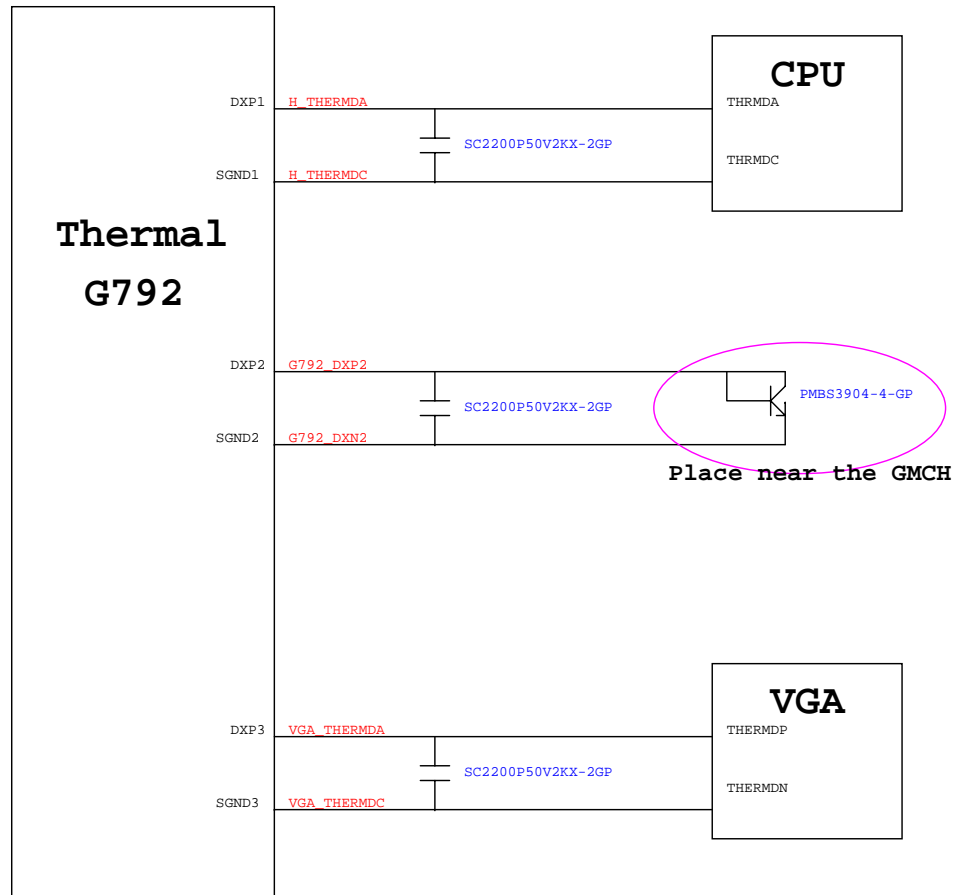 CPU
DXP1 H_THERMDA THRMDA
SC2200P50V2KX-2GP
THRMDC
SGND1 H_THERMDC
Thermal
G792
DXP2 G792_DXP2
PMBS3904-4-GP
SC2200P50V2KX-2GP
SGND2 G792_DXN2
Place near the GMCH
VGA
DXP3 VGA_THERMDA THERMDP
SC2200P50V2KX-2GP
THERMDN
SGND3 VGA_THERMDC